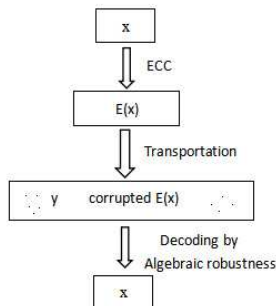 x
ECC
E(x)
Transportation
y corrupted E(x)
Decoding by
Algebraic robustness
x